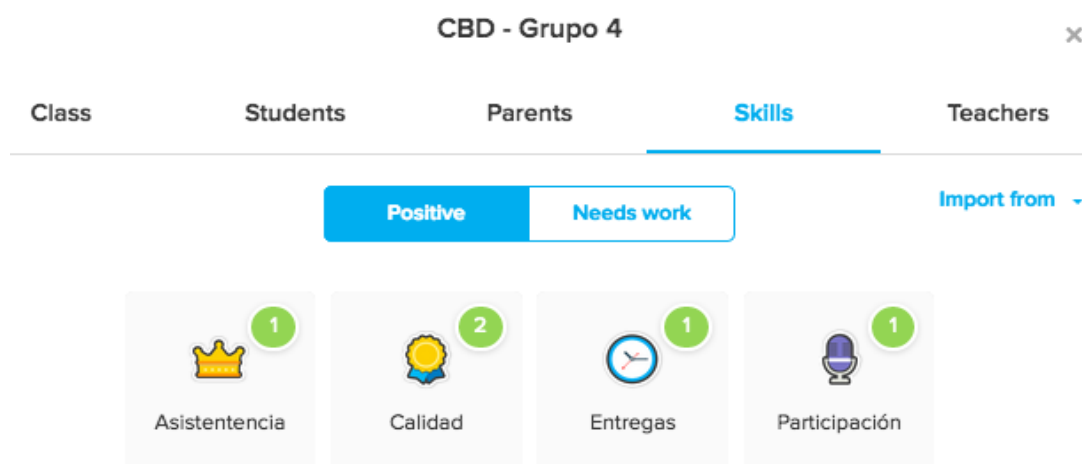 CBD - Grupo 4 ×
Class Students Parents Skills Teachers
Positive Needs work Import from
1 2 1 1
Asistentencia Calidad Entregas Participación